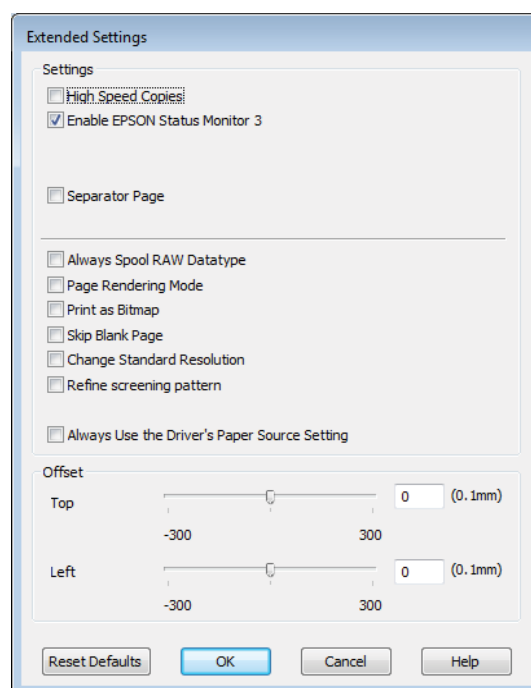 Extended Settings
Settings
High Speed Copies
Enable EPSON Status Monitor 3
Separator Page
Always Spool RAW Datatype
Page Rendering Mode
Print as Bitmap
Skip Blank Page
Change Standard Resolution
Refine screening pattern
Always Use the Driver's Paper Source Setting
Offset
Top 0 (0.1mm)
-300 300
Left 0 (0.1mm)
-300 300
Reset Defaults OK Cancel Help